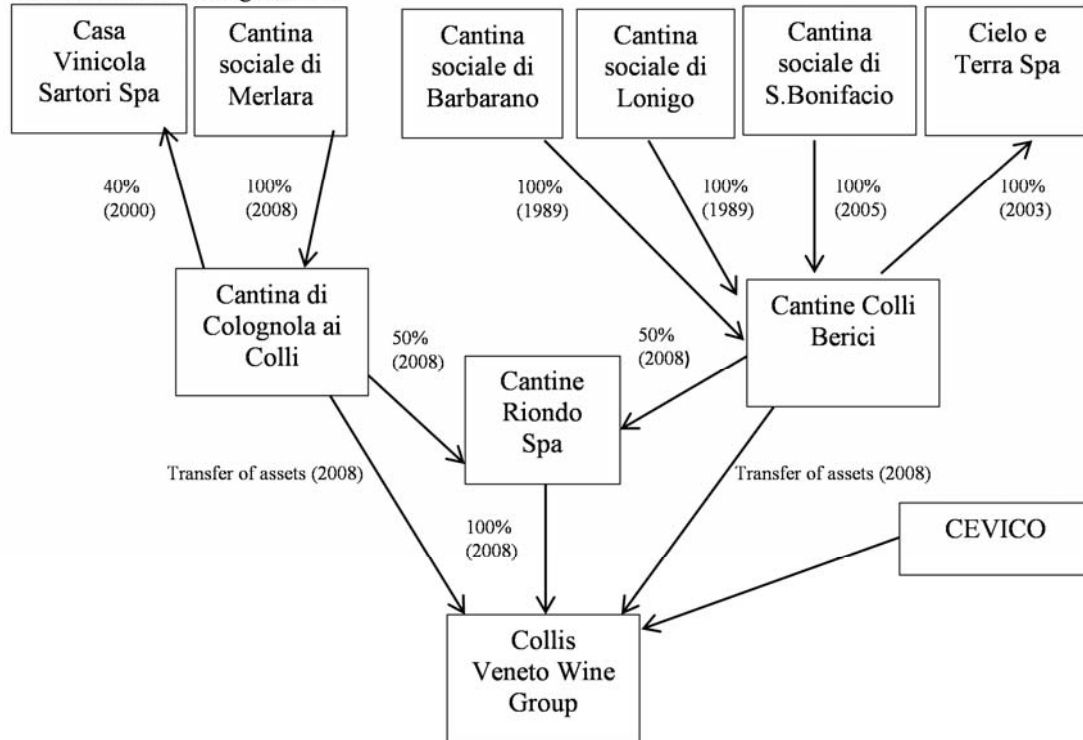 Casa
Vinicola
Sartori Spa
Cantina
sociale di
Merlara
Cantina
sociale di
Barbarano
Cantina
sociale di
Lonigo
Cantina
sociale di
S.Bonifacio
Cielo e
Terra Spa
40%
(2000)
100%
(2008)
100%
(1989)
100%
(1989)
100%
(2005)
100%
(2003)
Cantina di
Colognola ai
Colli
50%
(2008)
Cantine
Riondo
Spa
50%
(2008)
Cantine Colli
Berici
Transfer of assets (2008)
100%
(2008)
Transfer of assets (2008)
CEVICO
Collis
Veneto Wine
Group